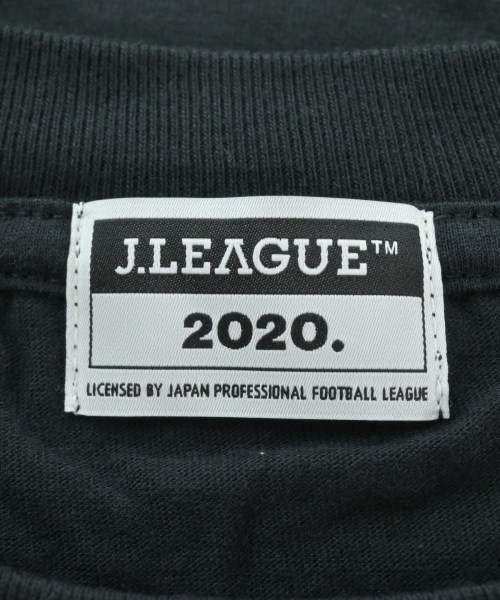 J.LEAGUE™
2020.
LICENSED BY JAPAN PROFESSIONAL FOOTBALL LEAGUE